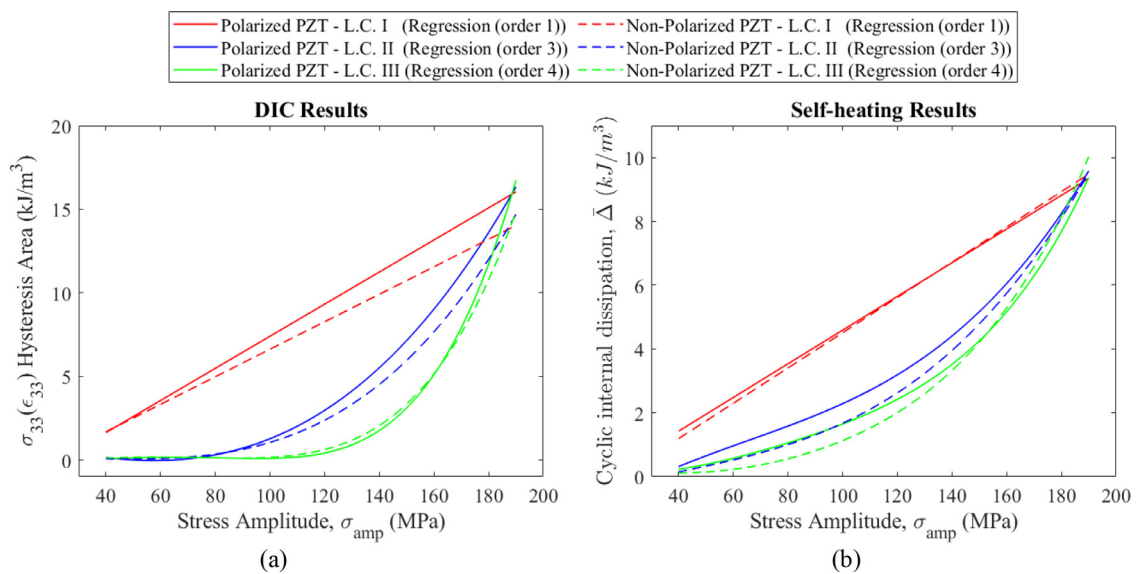 Polarized PZT - L.C. I (Regression (order 1))
Non-Polarized PZT - L.C. I (Regression (order 1))
Polarized PZT - L.C. II (Regression (order 3))
Non-Polarized PZT - L.C. II (Regression (order 3))
Polarized PZT - L.C. III (Regression (order 4))
Non-Polarized PZT - L.C. III (Regression (order 4))
DIC Results
σ33(ϵ33) Hysteresis Area (kJ/m³)
20
15
10
5
0
40 60 80 100 120 140 160 180 200
Stress Amplitude, σamp (MPa)
(a)
Self-heating Results
Cyclic internal dissipation, Δ̄ (kJ/m³)
10
8
6
4
2
0
40 60 80 100 120 140 160 180 200
Stress Amplitude, σamp (MPa)
(b)